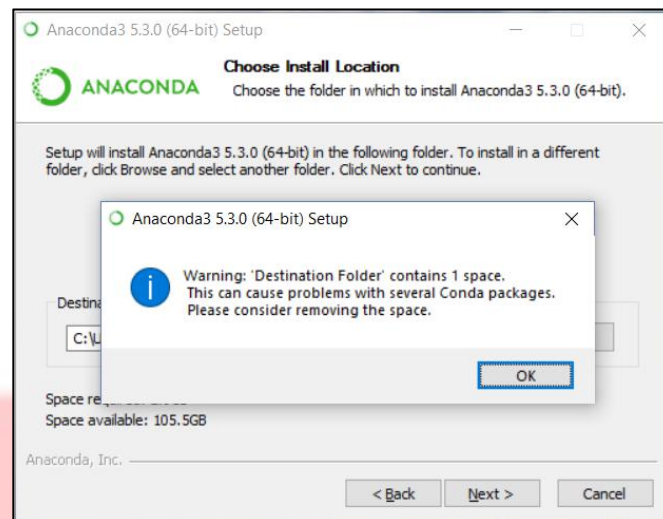 Anaconda3 5.3.0 (64-bit) Setup
ANACONDA
Choose Install Location
Choose the folder in which to install Anaconda3 5.3.0 (64-bit).
Setup will install Anaconda3 5.3.0 (64-bit) in the following folder. To install in a different
folder, click Browse and select another folder. Click Next to continue.
Anaconda3 5.3.0 (64-bit) Setup
Warning: 'Destination Folder' contains 1 space.
This can cause problems with several Conda packages.
Please consider removing the space.
OK
C:\
Space
Space available: 105.5GB
Anaconda, Inc.
< Back
Next >
Cancel